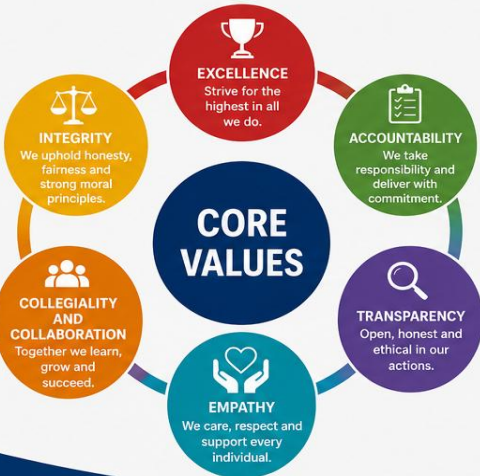 EXCELLENCE
Strive for the
highest in all
we do.
INTEGRITY
We uphold honesty,
fairness and
strong moral
principles.
ACCOUNTABILITY
We take
responsibility and
deliver with
commitment.
CORE
VALUES
COLLEGIALITY
AND
COLLABORATION
Together we learn,
grow and
succeed.
TRANSPARENCY
Open, honest and
ethical in our
actions.
EMPATHY
We care, respect and
support every
individual.